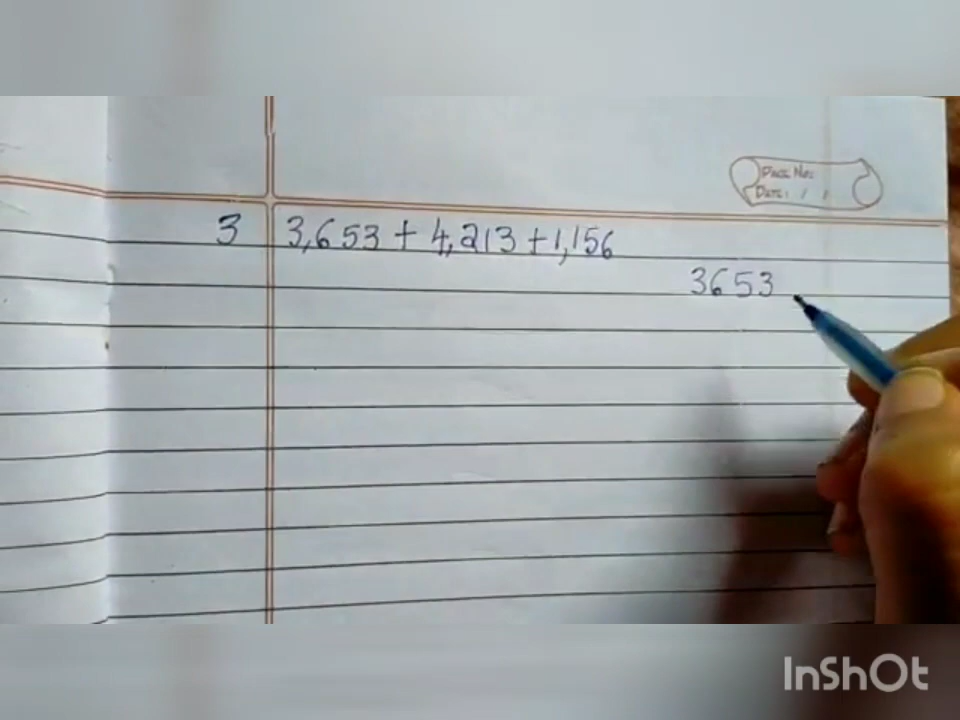 Page No:
Date: / /
3 3,653 + 4,213 + 1,156
3653
InShOt